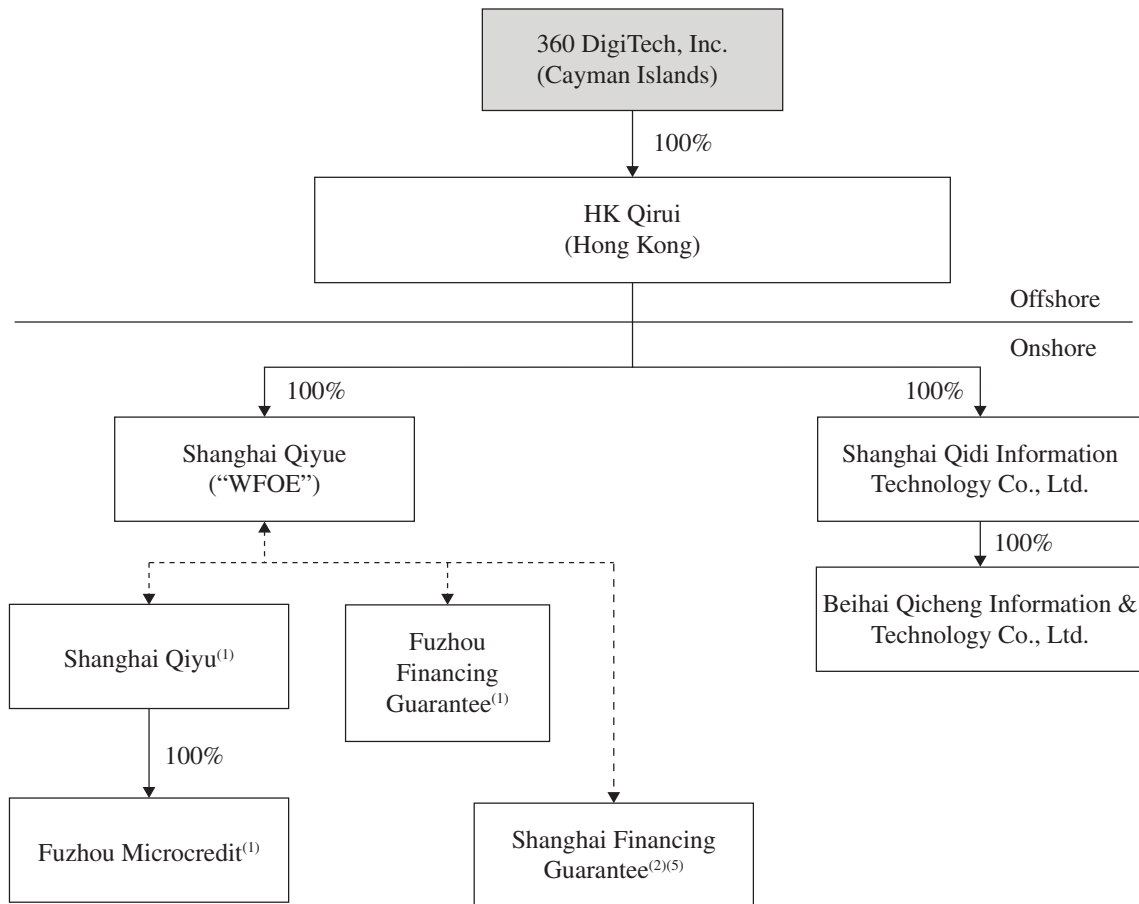 360 DigiTech, Inc.
(Cayman Islands)
100%
HK Qirui
(Hong Kong)
Offshore
Onshore
100%
100%
Shanghai Qiyue
(“WFOE”)
Shanghai Qidi Information
Technology Co., Ltd.
100%
Beihai Qicheng Information &
Technology Co., Ltd.
Shanghai Qiyu(1)
Fuzhou
Financing
Guarantee(1)
100%
Fuzhou Microcredit(1)
Shanghai Financing
Guarantee(2)(5)